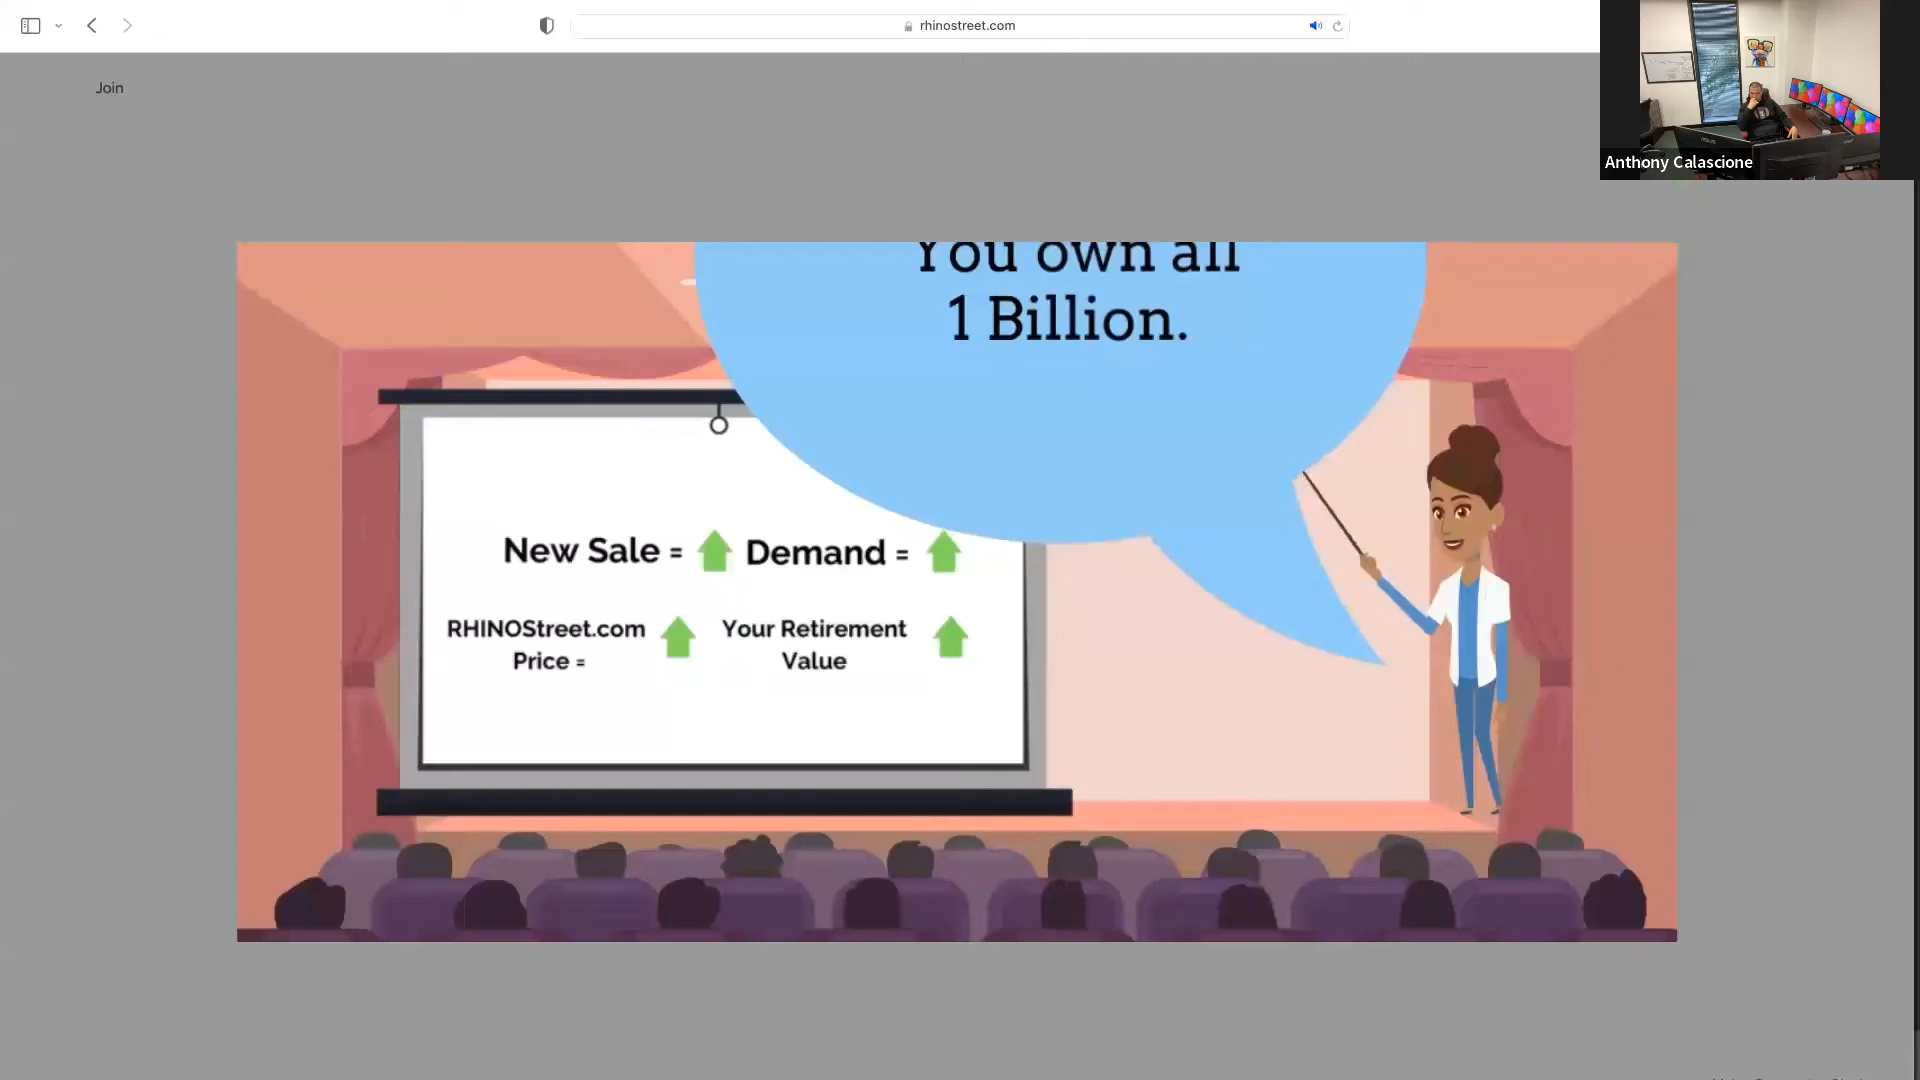 rhinostreet.com
Join
Anthony Calascione
You own all
1 Billion.
New Sale = Demand =
RHINOStreet.com Your Retirement
Price = Value